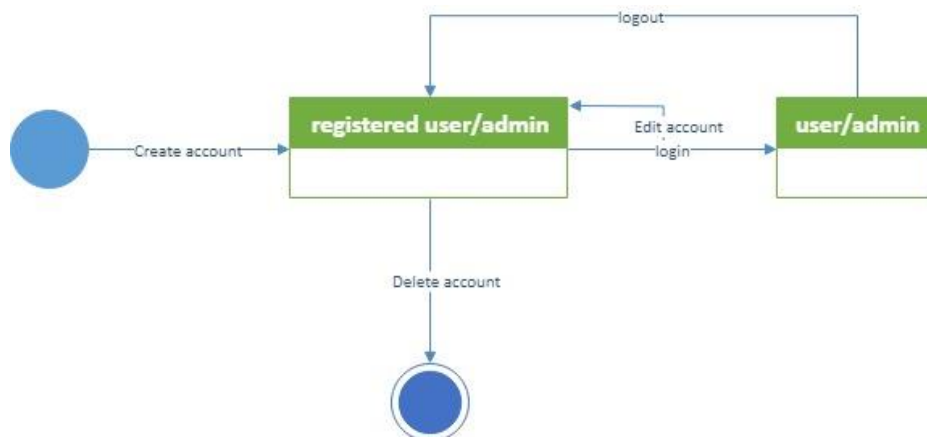 logout
registered user/admin
Edit account
user/admin
Create account
login
Delete account